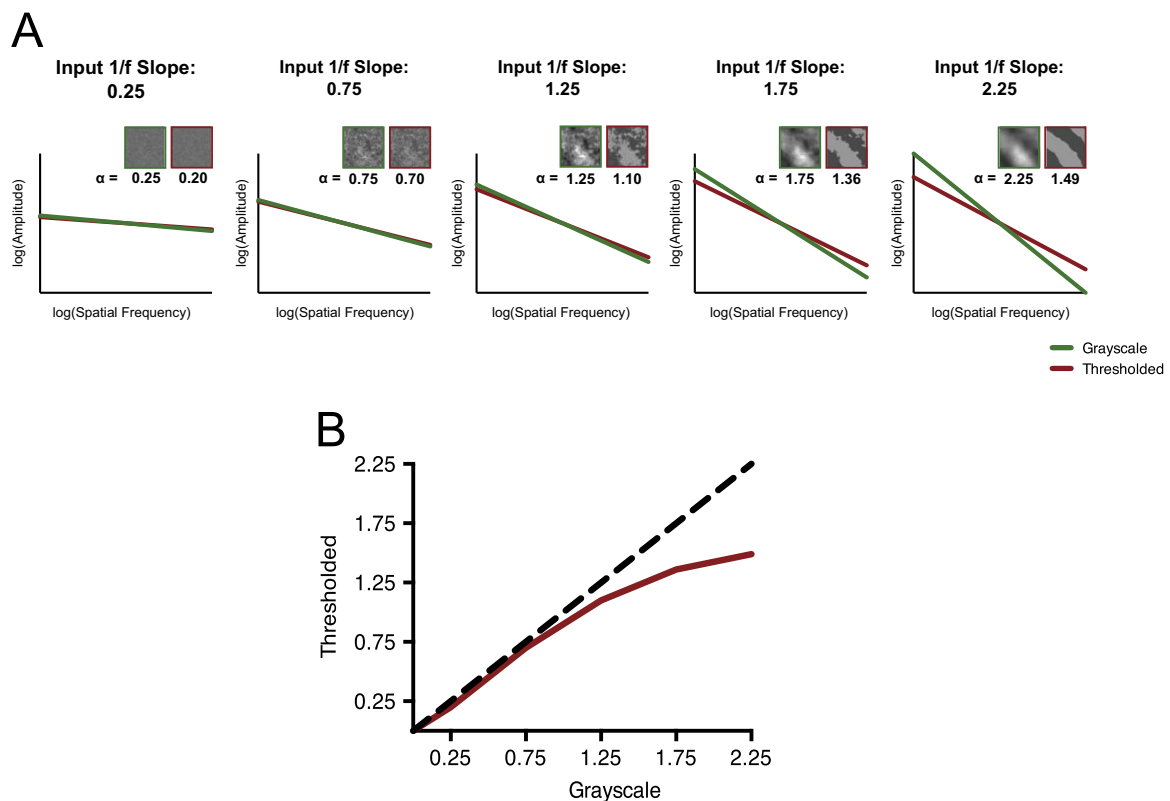 A
Input 1/f Slope:
0.25
Input 1/f Slope:
0.75
Input 1/f Slope:
1.25
Input 1/f Slope:
1.75
Input 1/f Slope:
2.25
α = 0.25 0.20
α = 0.75 0.70
α = 1.25 1.10
α = 1.75 1.36
α = 2.25 1.49
log(Amplitude)
log(Amplitude)
log(Amplitude)
log(Amplitude)
log(Amplitude)
log(Spatial Frequency)
log(Spatial Frequency)
log(Spatial Frequency)
log(Spatial Frequency)
log(Spatial Frequency)
Grayscale
Thresholded
B
2.25
1.75
1.25
0.75
0.25
Thresholded
0.25 0.75 1.25 1.75 2.25
Grayscale